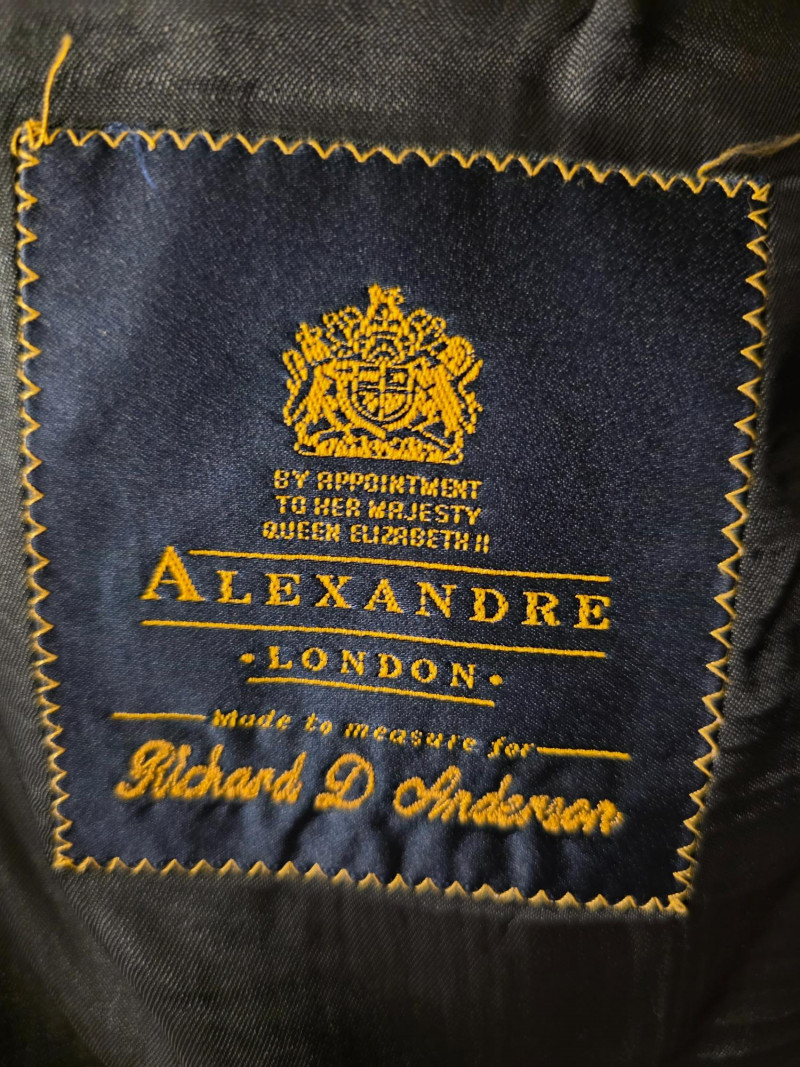 BY APPOINTMENT
TO HER MAJESTY
QUEEN ELIZABETH II
ALEXANDRE
• LONDON •
Made to measure for
Richard D Anderson